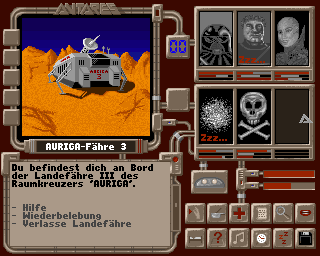 ANTARES
00
AURIGA
3
Zzz...
AURIGA-Fähre 3
Zzz...
Du befindest dich an Bord
der Landefähre III des
Raumkreuzers "AURIGA".
- Hilfe
- Wiederbelebung
- Verlasse Landefähre
?